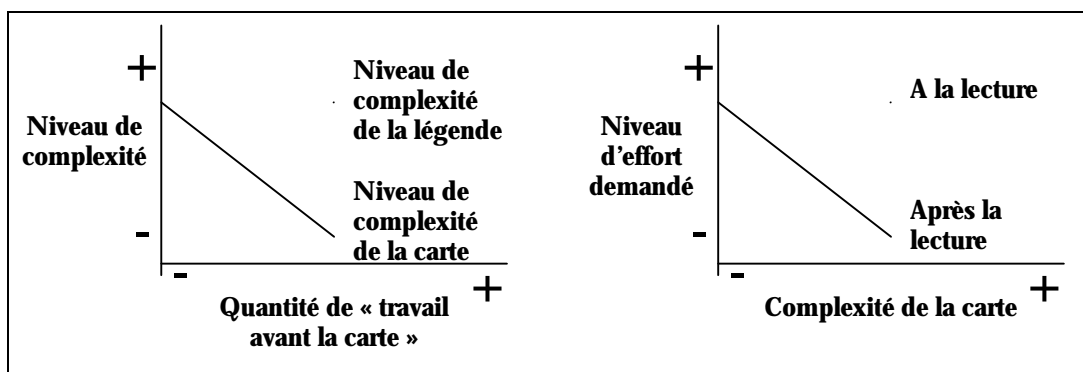 +
Niveau de
complexité
-
Niveau de
complexité
de la légende
Niveau de
complexité
de la carte
-
+
Quantité de « travail
avant la carte »
+
Niveau
d’effort
demandé
-
A la lecture
Après la
lecture
-
+
Complexité de la carte